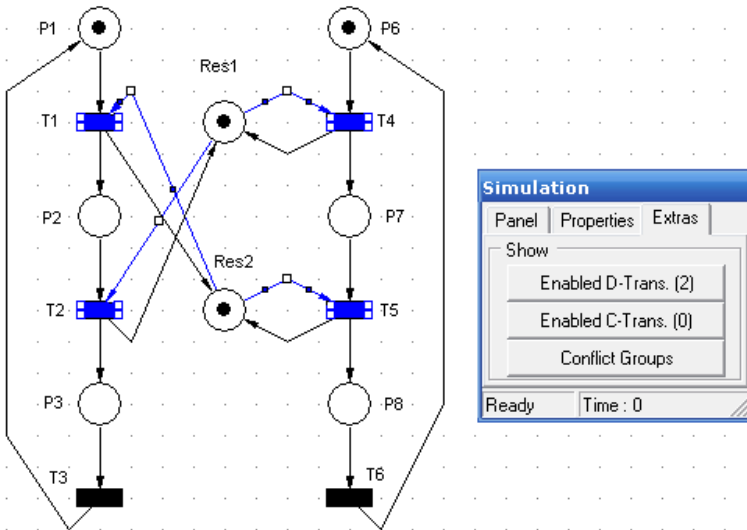 P1
P6
Res1
T1
T4
P2
P7
Res2
T2
T5
P3
P8
T3
T6
Simulation
Panel Properties Extras
Show
Enabled D-Trans. (2)
Enabled C-Trans. (0)
Conflict Groups
Ready Time : 0